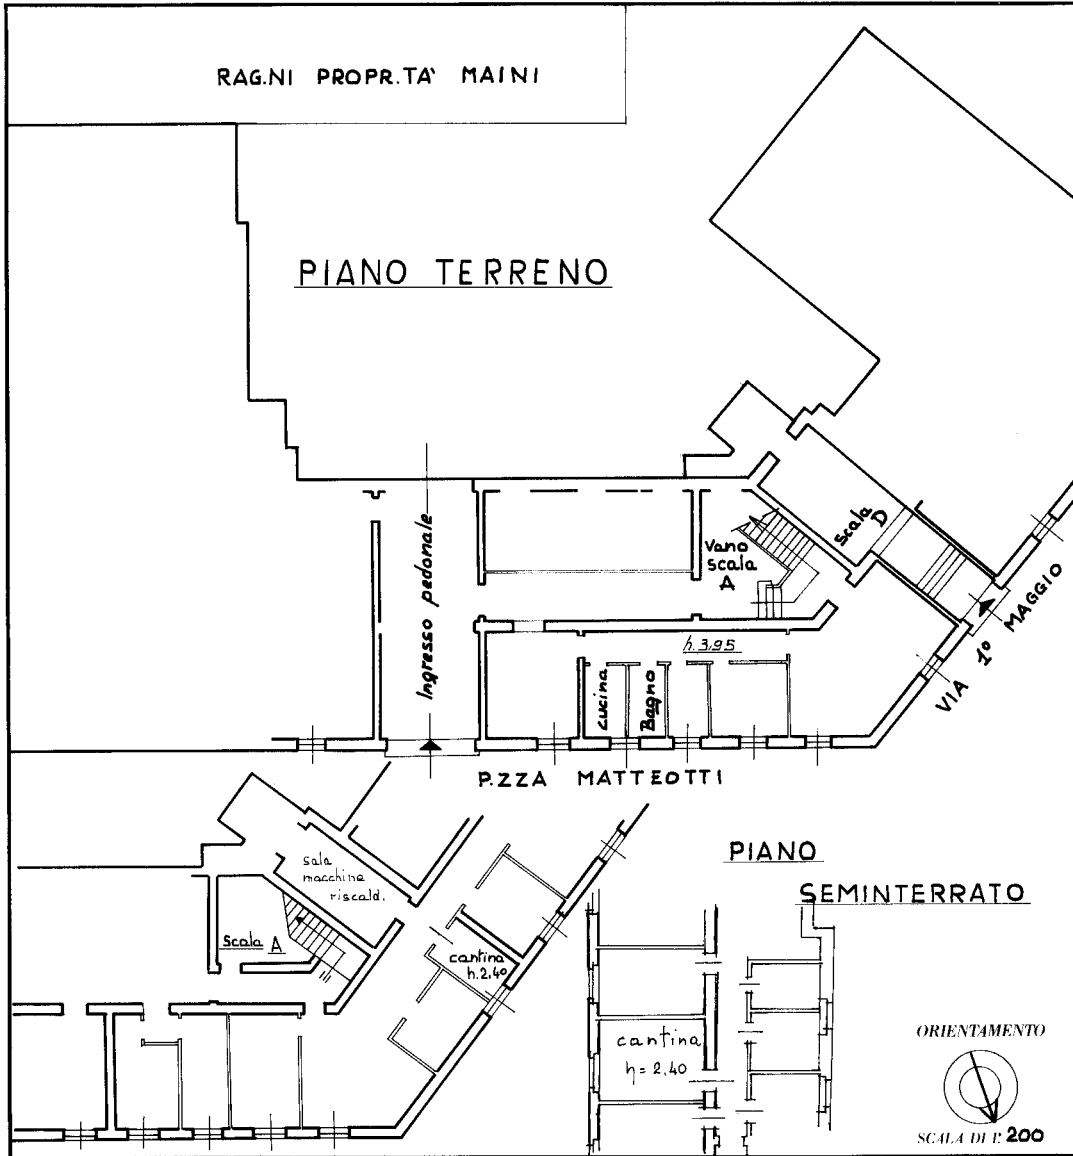 RAG.NI PROPR.TA' MAINI
PIANO TERRENO
Ingresso pedonale
Vano
scala
A
scala
D
h. 3,95
cucina
Bagno
VIA 1° MAGGIO
P.ZZA MATTEOTTI
sala
macchina
riscald.
Scala A
cantina
h. 2,40
PIANO
SEMINTERRATO
cantina
h= 2,40
ORIENTAMENTO
SCALA DI 1: 200